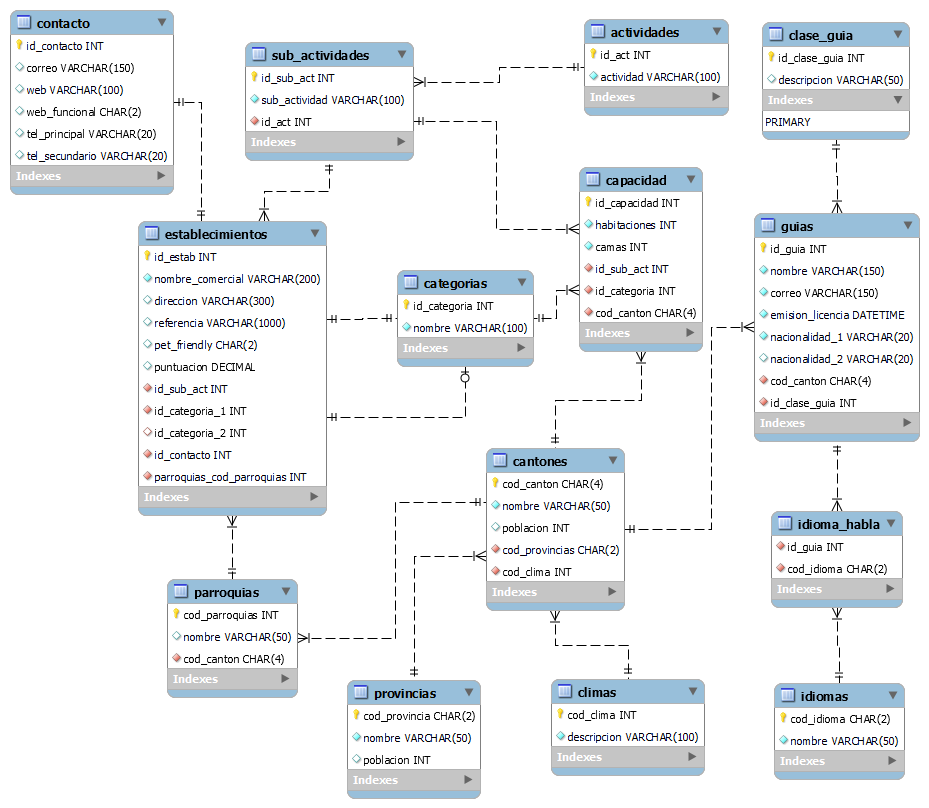 contacto
id_contacto INT
correo VARCHAR(150)
web VARCHAR(100)
web_funcional CHAR(2)
tel_principal VARCHAR(20)
tel_secundario VARCHAR(20)
Indexes
sub_actividades
id_sub_act INT
sub_actividad VARCHAR(100)
id_act INT
Indexes
actividades
id_act INT
actividad VARCHAR(100)
Indexes
clase_guia
id_clase_guia INT
descripcion VARCHAR(50)
Indexes
PRIMARY
capacidad
id_capacidad INT
habitaciones INT
camas INT
id_sub_act INT
id_categoria INT
cod_canton CHAR(4)
Indexes
guias
id_guia INT
nombre VARCHAR(150)
correo VARCHAR(150)
emision_licencia DATETIME
nacionalidad_1 VARCHAR(20)
nacionalidad_2 VARCHAR(20)
cod_canton CHAR(4)
id_clase_guia INT
Indexes
establecimientos
id_estab INT
nombre_comercial VARCHAR(200)
direccion VARCHAR(300)
referencia VARCHAR(1000)
pet_friendly CHAR(2)
puntuacion DECIMAL
id_sub_act INT
id_categoria_1 INT
id_categoria_2 INT
id_contacto INT
parroquias_cod_parroquias INT
Indexes
categorias
id_categoria INT
nombre VARCHAR(100)
Indexes
cantones
cod_canton CHAR(4)
nombre VARCHAR(50)
poblacion INT
cod_provincias CHAR(2)
cod_clima INT
Indexes
idioma_habla
id_guia INT
cod_idioma CHAR(2)
Indexes
parroquias
cod_parroquias INT
nombre VARCHAR(50)
cod_canton CHAR(4)
Indexes
provincias
cod_provincia CHAR(2)
nombre VARCHAR(50)
poblacion INT
Indexes
climas
cod_clima INT
descripcion VARCHAR(100)
Indexes
idiomas
cod_idioma CHAR(2)
nombre VARCHAR(50)
Indexes